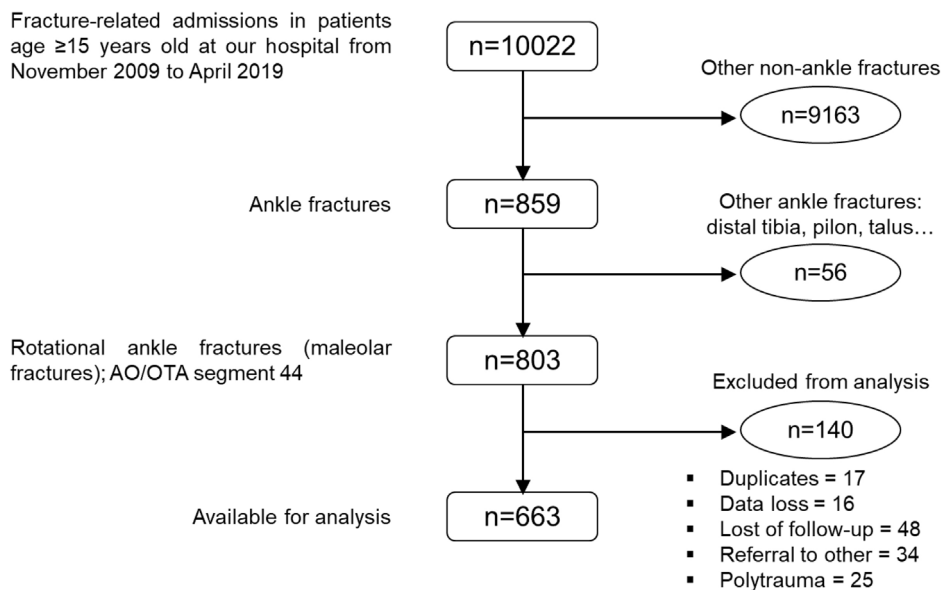 Fracture-related admissions in patients
age ≥15 years old at our hospital from
November 2009 to April 2019
n=10022
Other non-ankle fractures
n=9163
Ankle fractures
n=859
Other ankle fractures:
distal tibia, pilon, talus…
n=56
Rotational ankle fractures (maleolar
fractures); AO/OTA segment 44
n=803
Excluded from analysis
n=140
▪ Duplicates = 17
▪ Data loss = 16
▪ Lost of follow-up = 48
▪ Referral to other = 34
▪ Polytrauma = 25
Available for analysis
n=663